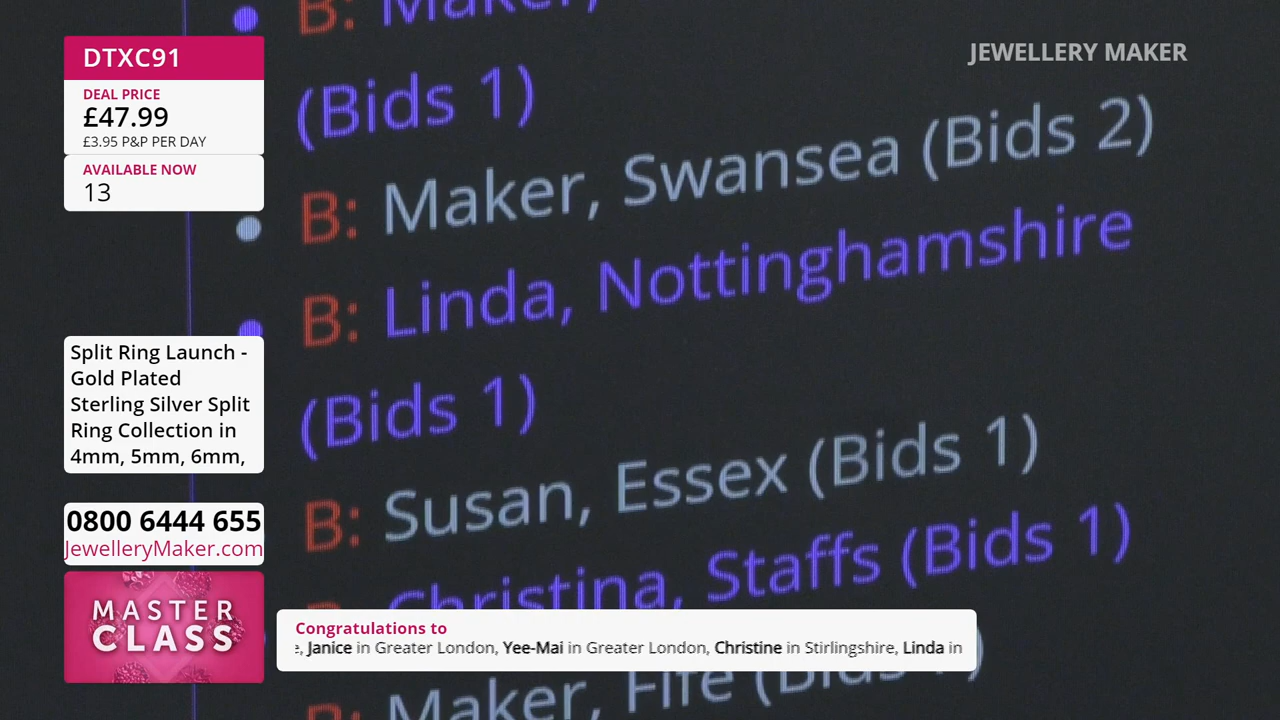 DTXC91
DEAL PRICE
£47.99
£3.95 P&P PER DAY
AVAILABLE NOW
13
Split Ring Launch -
Gold Plated
Sterling Silver Split
Ring Collection in
4mm, 5mm, 6mm,
0800 6444 655
JewelleryMaker.com
MASTER
CLASS
JEWELLERY MAKER
B: Maker,
(Bids 1)
B: Maker, Swansea (Bids 2)
B: Linda, Nottinghamshire
(Bids 1)
B: Susan, Essex (Bids 1)
B: Christina, Staffs (Bids 1)
B: Maker, Fife (Bids
Congratulations to
e, Janice in Greater London, Yee-Mai in Greater London, Christine in Stirlingshire, Linda in